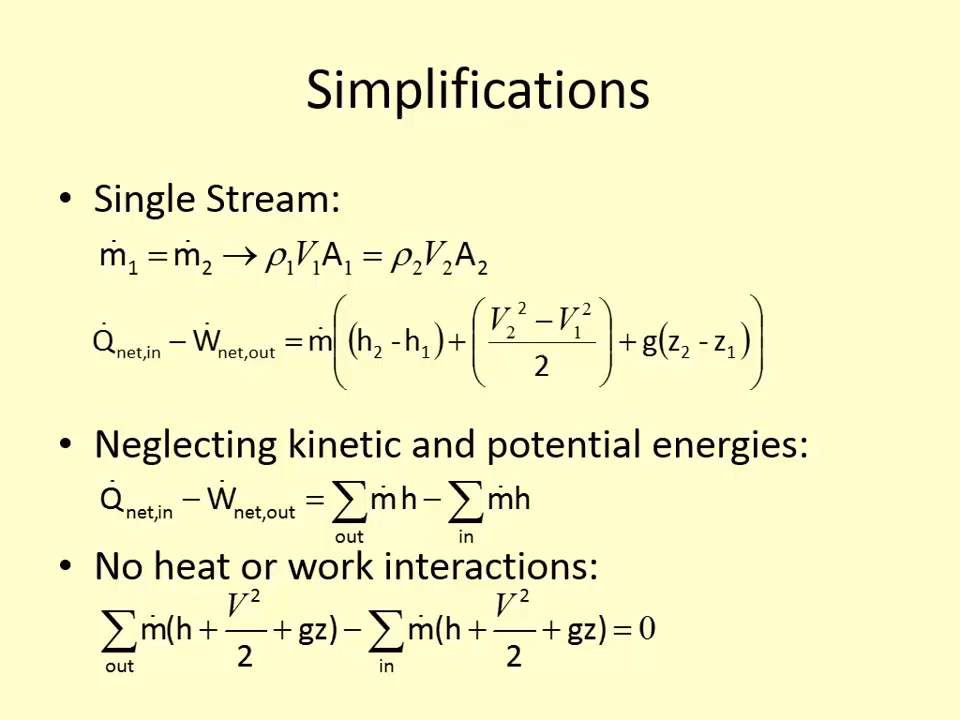 Simplifications
• Single Stream:
ṁ₁ = ṁ₂ → ρ₁V₁A₁ = ρ₂V₂A₂
Q̇net,in − Ẇnet,out = ṁ((h₂ - h₁) + ((V₂² − V₁²)/2) + g(z₂ - z₁))
• Neglecting kinetic and potential energies:
Q̇net,in − Ẇnet,out = ∑out ṁh − ∑in ṁh
• No heat or work interactions:
∑out ṁ(h + V²/2 + gz) − ∑in ṁ(h + V²/2 + gz) = 0